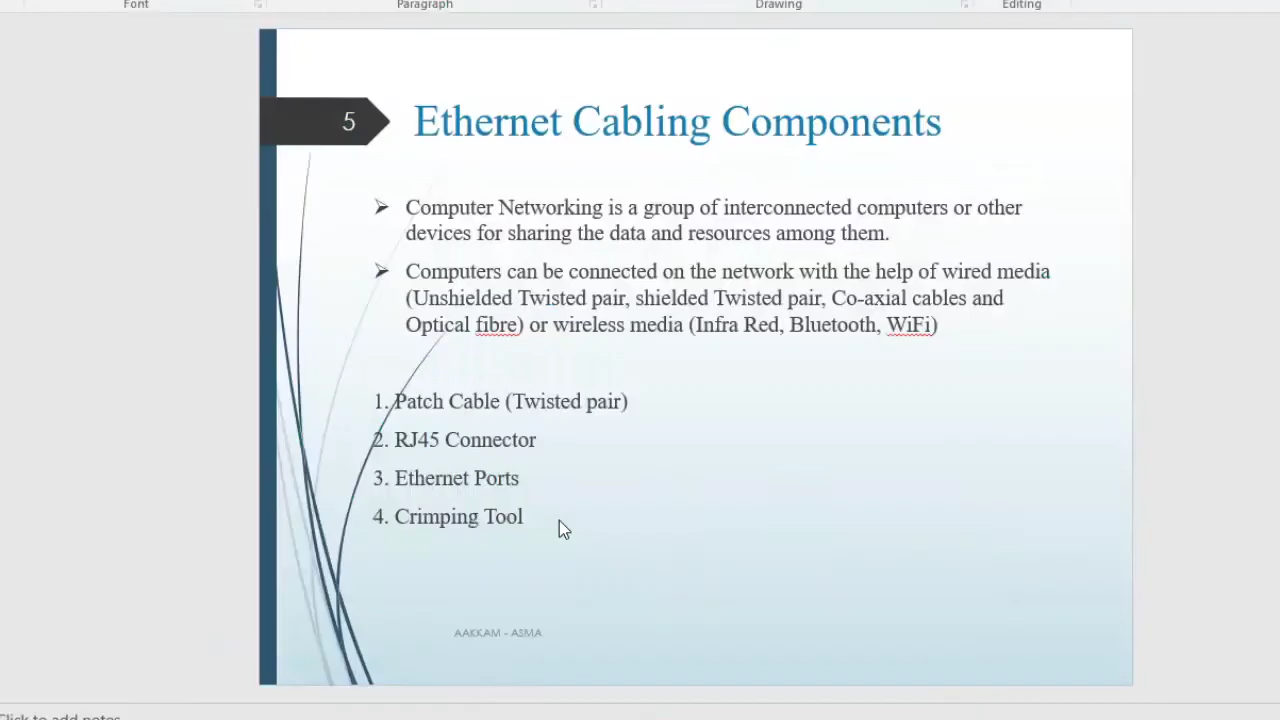 Font Paragraph Drawing Editing
5
Ethernet Cabling Components
➢ Computer Networking is a group of interconnected computers or other
devices for sharing the data and resources among them.
➢ Computers can be connected on the network with the help of wired media
(Unshielded Twisted pair, shielded Twisted pair, Co-axial cables and
Optical fibre) or wireless media (Infra Red, Bluetooth, WiFi)
1. Patch Cable (Twisted pair)
2. RJ45 Connector
3. Ethernet Ports
4. Crimping Tool
AAKKAM - ASMA
Click to add notes